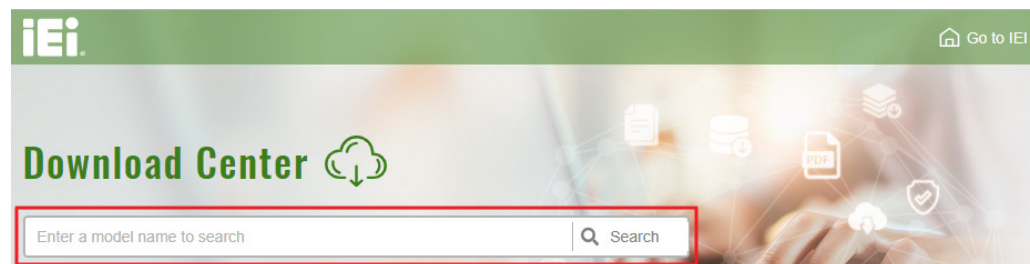 iEi.
Go to IEI
Download Center
PDF
Enter a model name to search
Search